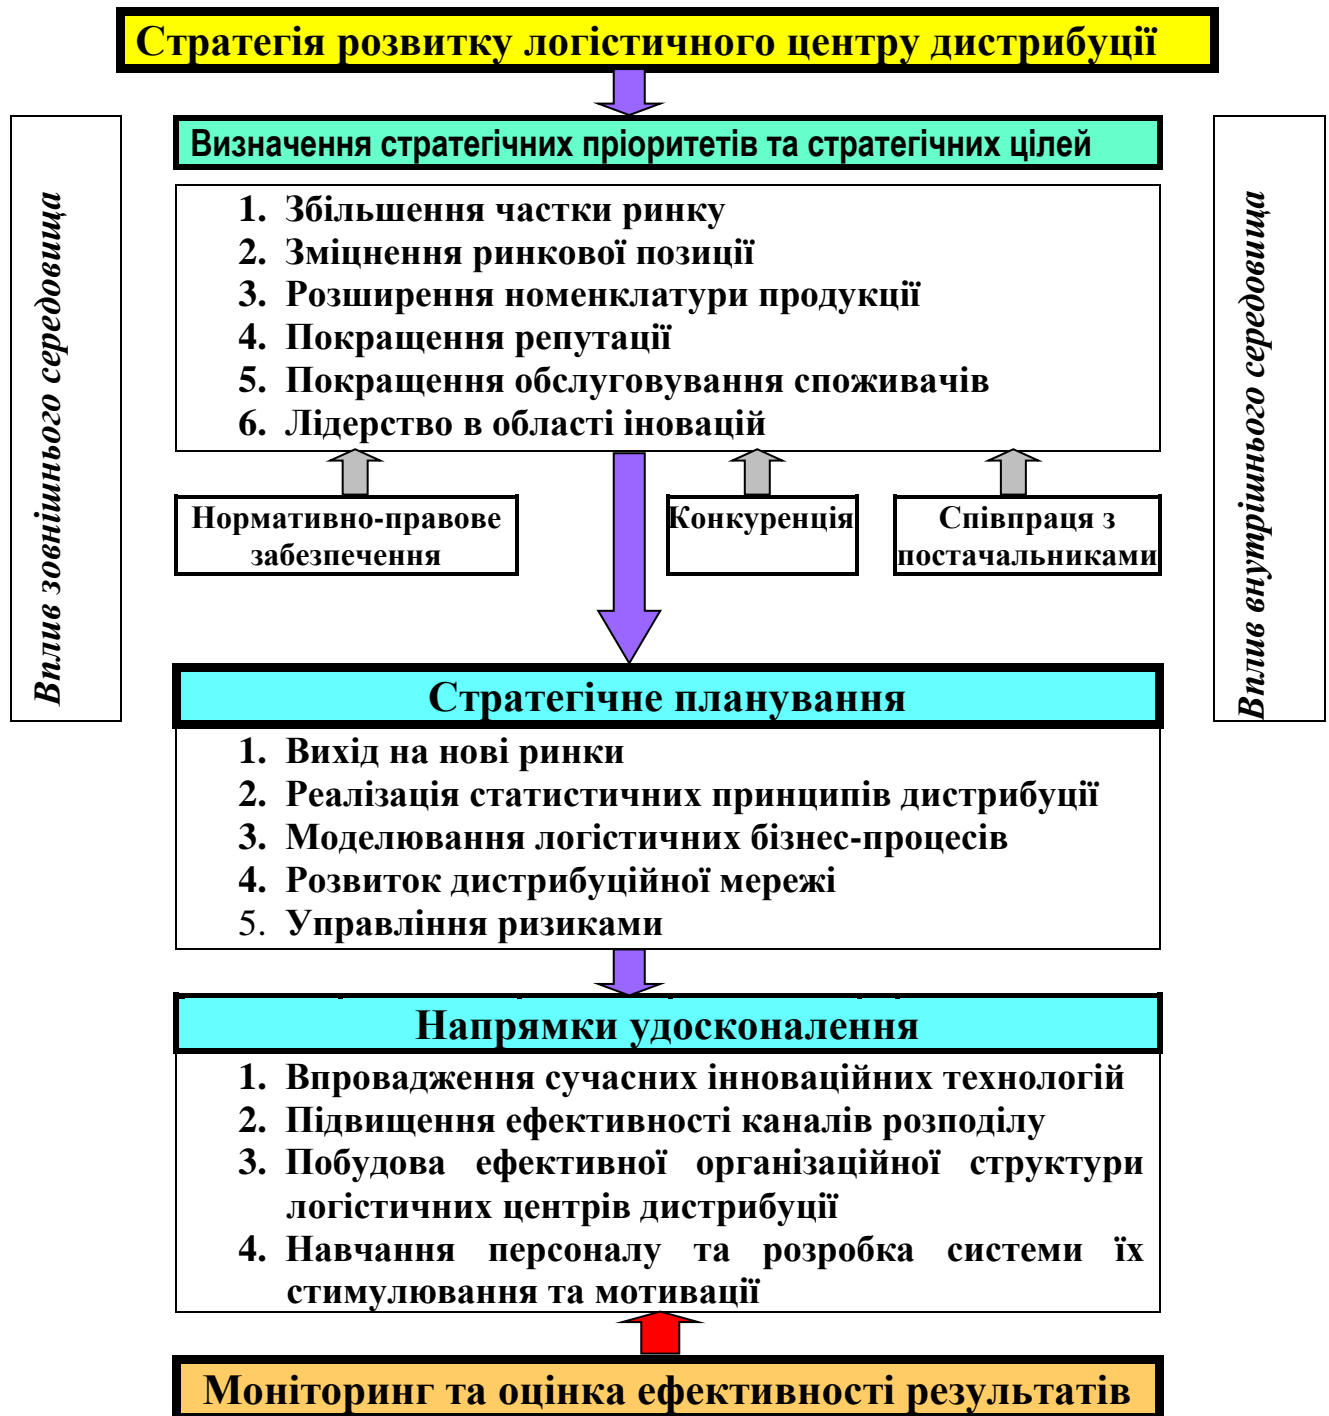 Стратегія розвитку логістичного центру дистрибуції
Визначення стратегічних пріоритетів та стратегічних цілей
Вплив зовнішнього середовища
Вплив внутрішнього середовища
1. Збільшення частки ринку
2. Зміцнення ринкової позиції
3. Розширення номенклатури продукції
4. Покращення репутації
5. Покращення обслуговування споживачів
6. Лідерство в області іновацій
Нормативно-правове
забезпечення
Конкуренція
Співпраця з
постачальниками
Стратегічне планування
1. Вихід на нові ринки
2. Реалізація статистичних принципів дистрибуції
3. Моделювання логістичних бізнес-процесів
4. Розвиток дистрибуційної мережі
5. Управління ризиками
Напрямки удосконалення
1. Впровадження сучасних інноваційних технологій
2. Підвищення ефективності каналів розподілу
3. Побудова ефективної організаційної структури
логістичних центрів дистрибуції
4. Навчання персоналу та розробка системи їх
стимулювання та мотивації
Моніторинг та оцінка ефективності результатів